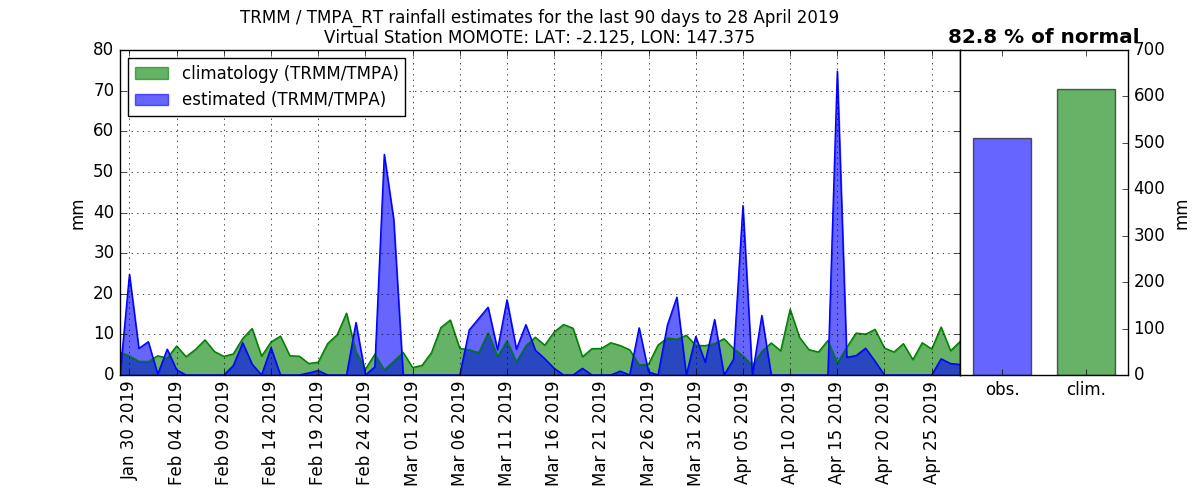 TRMM / TMPA_RT rainfall estimates for the last 90 days to 28 April 2019
Virtual Station MOMOTE: LAT: -2.125, LON: 147.375
82.8 % of normal
climatology (TRMM/TMPA)
estimated (TRMM/TMPA)
80
70
60
50
40
30
20
10
0
mm
Jan 30 2019
Feb 04 2019
Feb 09 2019
Feb 14 2019
Feb 19 2019
Feb 24 2019
Mar 01 2019
Mar 06 2019
Mar 11 2019
Mar 16 2019
Mar 21 2019
Mar 26 2019
Mar 31 2019
Apr 05 2019
Apr 10 2019
Apr 15 2019
Apr 20 2019
Apr 25 2019
obs.
clim.
700
600
500
400
300
200
100
0
mm